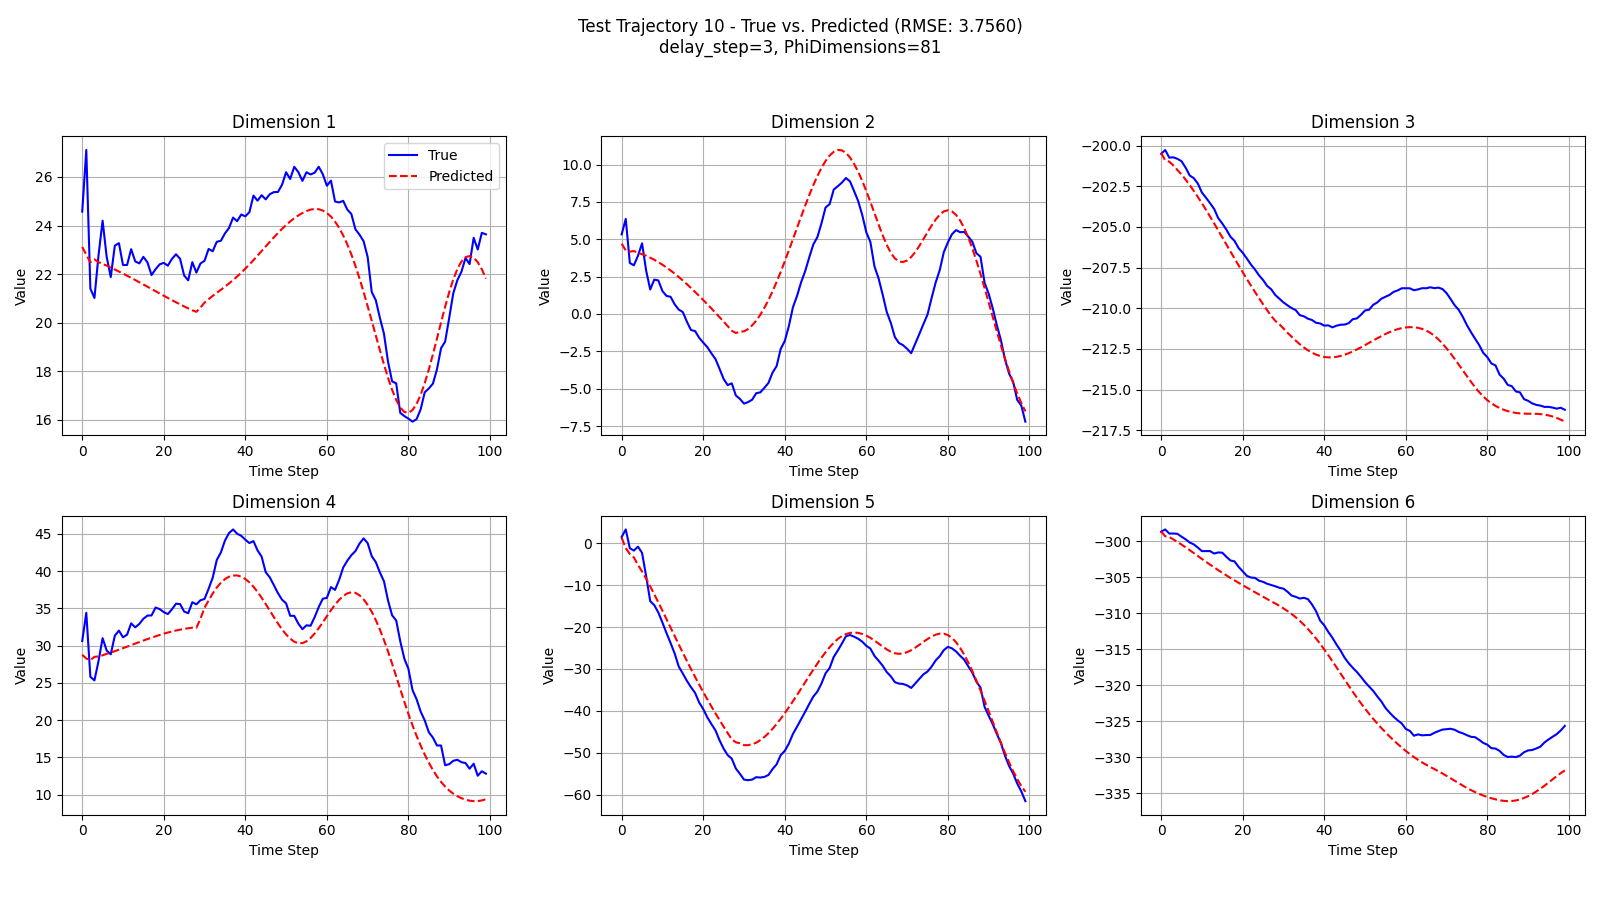 Test Trajectory 10 - True vs. Predicted (RMSE: 3.7560)
delay_step=3, PhiDimensions=81
Dimension 1
26
24
22
20
18
16
Value
0 20 40 60 80 100
Time Step
True
Predicted
Dimension 2
10.0
7.5
5.0
2.5
0.0
−2.5
−5.0
−7.5
Value
0 20 40 60 80 100
Time Step
Dimension 3
−200.0
−202.5
−205.0
−207.5
−210.0
−212.5
−215.0
−217.5
Value
0 20 40 60 80 100
Time Step
Dimension 4
45
40
35
30
25
20
15
10
Value
0 20 40 60 80 100
Time Step
Dimension 5
0
−10
−20
−30
−40
−50
−60
Value
0 20 40 60 80 100
Time Step
Dimension 6
−300
−305
−310
−315
−320
−325
−330
−335
Value
0 20 40 60 80 100
Time Step